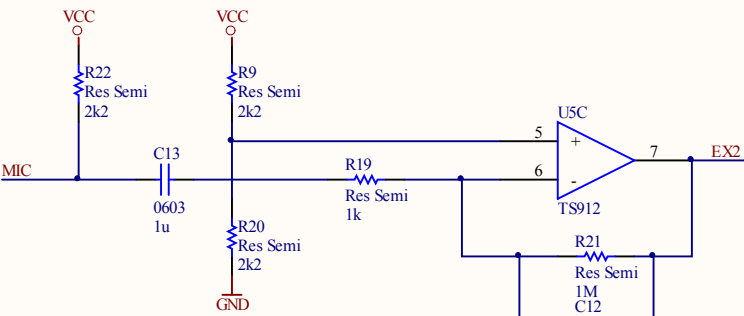 VCC
VCC
R22
Res Semi
2k2
R9
Res Semi
2k2
U5C
5
+
7
EX2
MIC
C13
0603
1u
R19
Res Semi
1k
6
-
TS912
R20
Res Semi
2k2
GND
R21
Res Semi
1M
C12